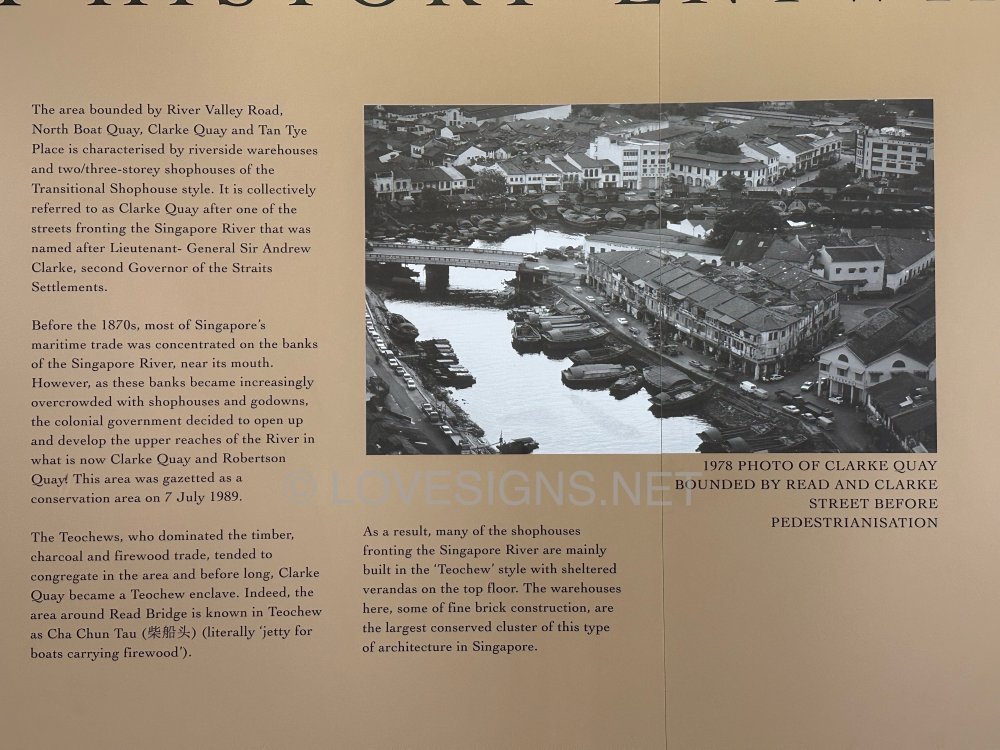 HISTORY
The area bounded by River Valley Road,
North Boat Quay, Clarke Quay and Tan Tye
Place is characterised by riverside warehouses
and two/three-storey shophouses of the
Transitional Shophouse style. It is collectively
referred to as Clarke Quay after one of the
streets fronting the Singapore River that was
named after Lieutenant- General Sir Andrew
Clarke, second Governor of the Straits
Settlements.
Before the 1870s, most of Singapore's
maritime trade was concentrated on the banks
of the Singapore River, near its mouth.
However, as these banks became increasingly
overcrowded with shophouses and godowns,
the colonial government decided to open up
and develop the upper reaches of the River in
what is now Clarke Quay and Robertson
Quay! This area was gazetted as a
conservation area on 7 July 1989.
The Teochews, who dominated the timber,
charcoal and firewood trade, tended to
congregate in the area and before long, Clarke
Quay became a Teochew enclave. Indeed, the
area around Read Bridge is known in Teochew
as Cha Chun Tau (柴船头) (literally 'jetty for
boats carrying firewood').
1978 PHOTO OF CLARKE QUAY
BOUNDED BY READ AND CLARKE
STREET BEFORE
PEDESTRIANISATION
As a result, many of the shophouses
fronting the Singapore River are mainly
built in the 'Teochew' style with sheltered
verandas on the top floor. The warehouses
here, some of fine brick construction, are
the largest conserved cluster of this type
of architecture in Singapore.
© LOVESIGNS.NET